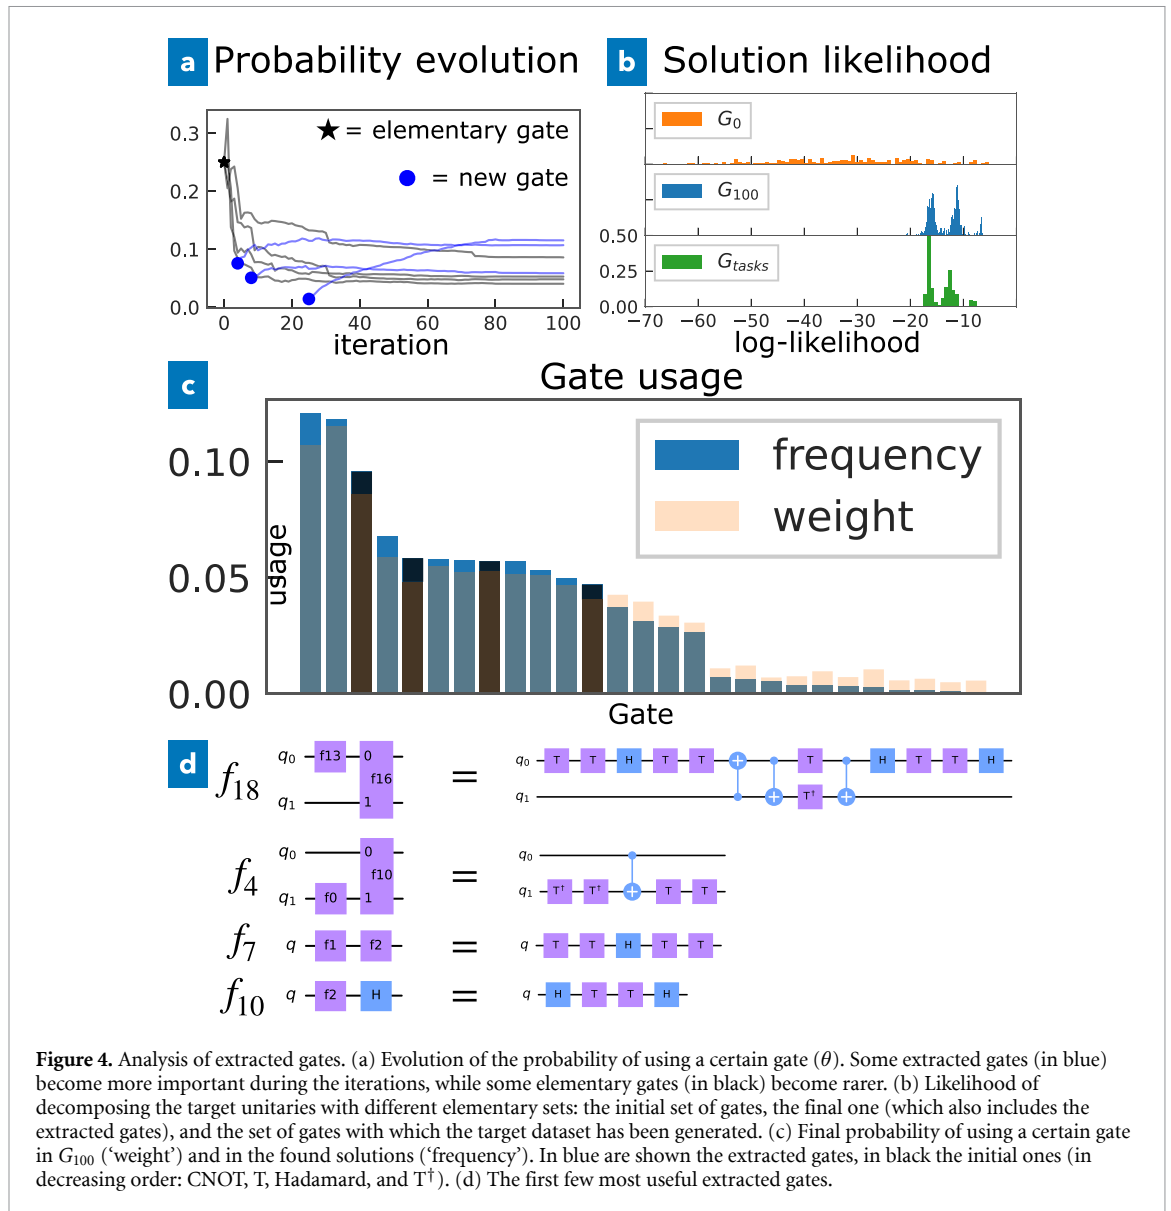 a Probability evolution
b Solution likelihood
0.3
0.2
0.1
0.0
★ = elementary gate
● = new gate
0 20 40 60 80 100
iteration
G0
G100
Gtasks
0.50
0.25
0.00
−70 −60 −50 −40 −30 −20 −10
log-likelihood
c Gate usage
0.10
0.05
0.00
usage
frequency
weight
Gate
d
f18 q0 f13 0 = q0 T T H T T T H T T H
f16
q1 1 q1 T†
f4 q0 0 = q0
f10
q1 f0 1 q1 T† T† T T
f7 q f1 f2 = q T T H T T
f10 q f2 H = q H T T H
Figure 4. Analysis of extracted gates. (a) Evolution of the probability of using a certain gate (θ). Some extracted gates (in blue)
become more important during the iterations, while some elementary gates (in black) become rarer. (b) Likelihood of
decomposing the target unitaries with different elementary sets: the initial set of gates, the final one (which also includes the
extracted gates), and the set of gates with which the target dataset has been generated. (c) Final probability of using a certain gate
in G100 (‘weight’) and in the found solutions (‘frequency’). In blue are shown the extracted gates, in black the initial ones (in
decreasing order: CNOT, T, Hadamard, and T†). (d) The first few most useful extracted gates.